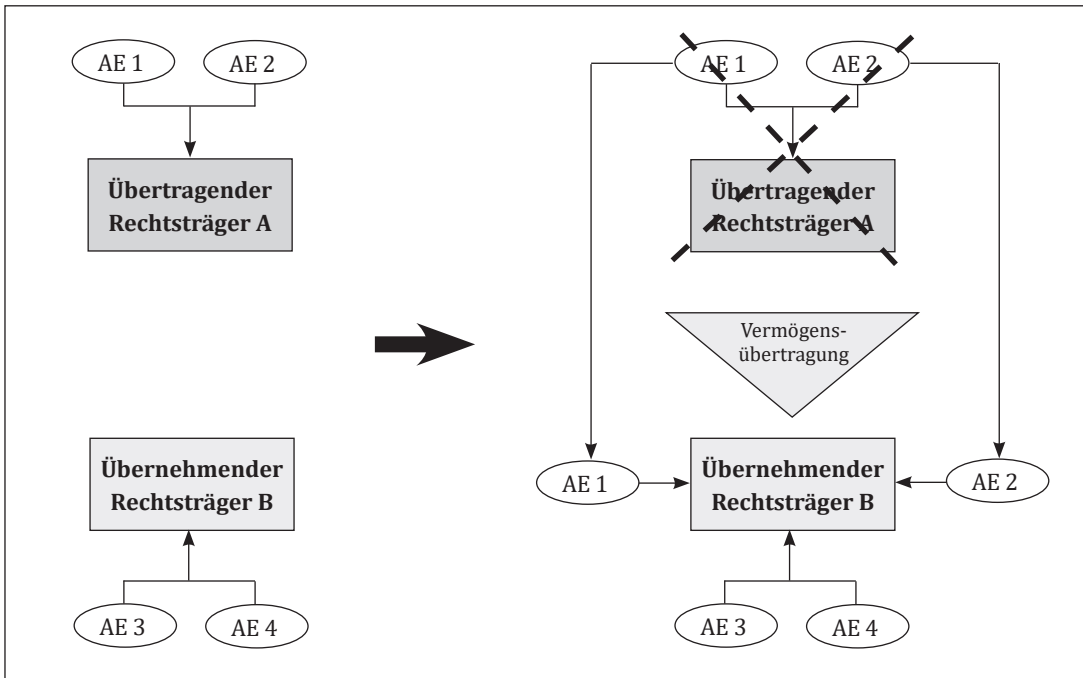 AE 1
AE 2
Übertragender
Rechtsträger A
Übernehmender
Rechtsträger B
AE 3
AE 4
AE 1
AE 2
Übertragender
Rechtsträger A
Vermögens-
übertragung
AE 1
Übernehmender
Rechtsträger B
AE 2
AE 3
AE 4